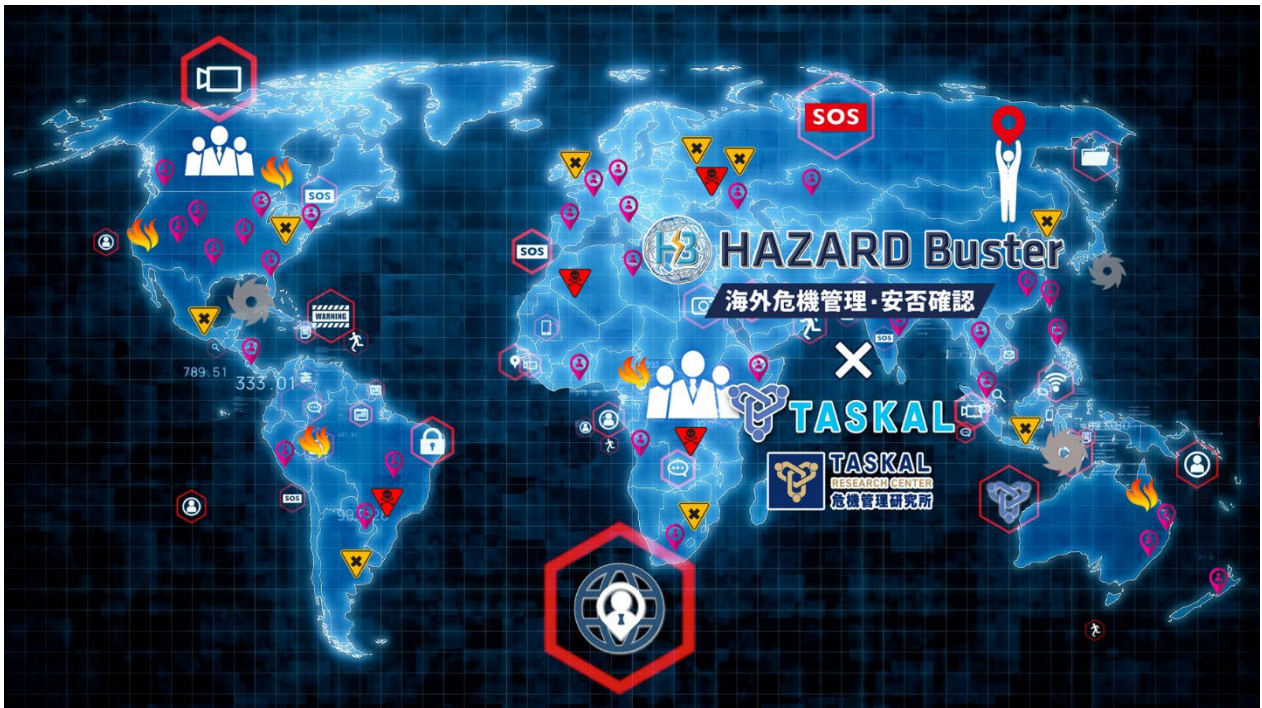 SOS
SOS
H3
HAZARD Buster
SOS
海外危機管理・安否確認
WARNING
SOS
×
789.51
333.01
TASKAL
TASKAL
RESEARCH CENTER
危機管理研究所
SOS